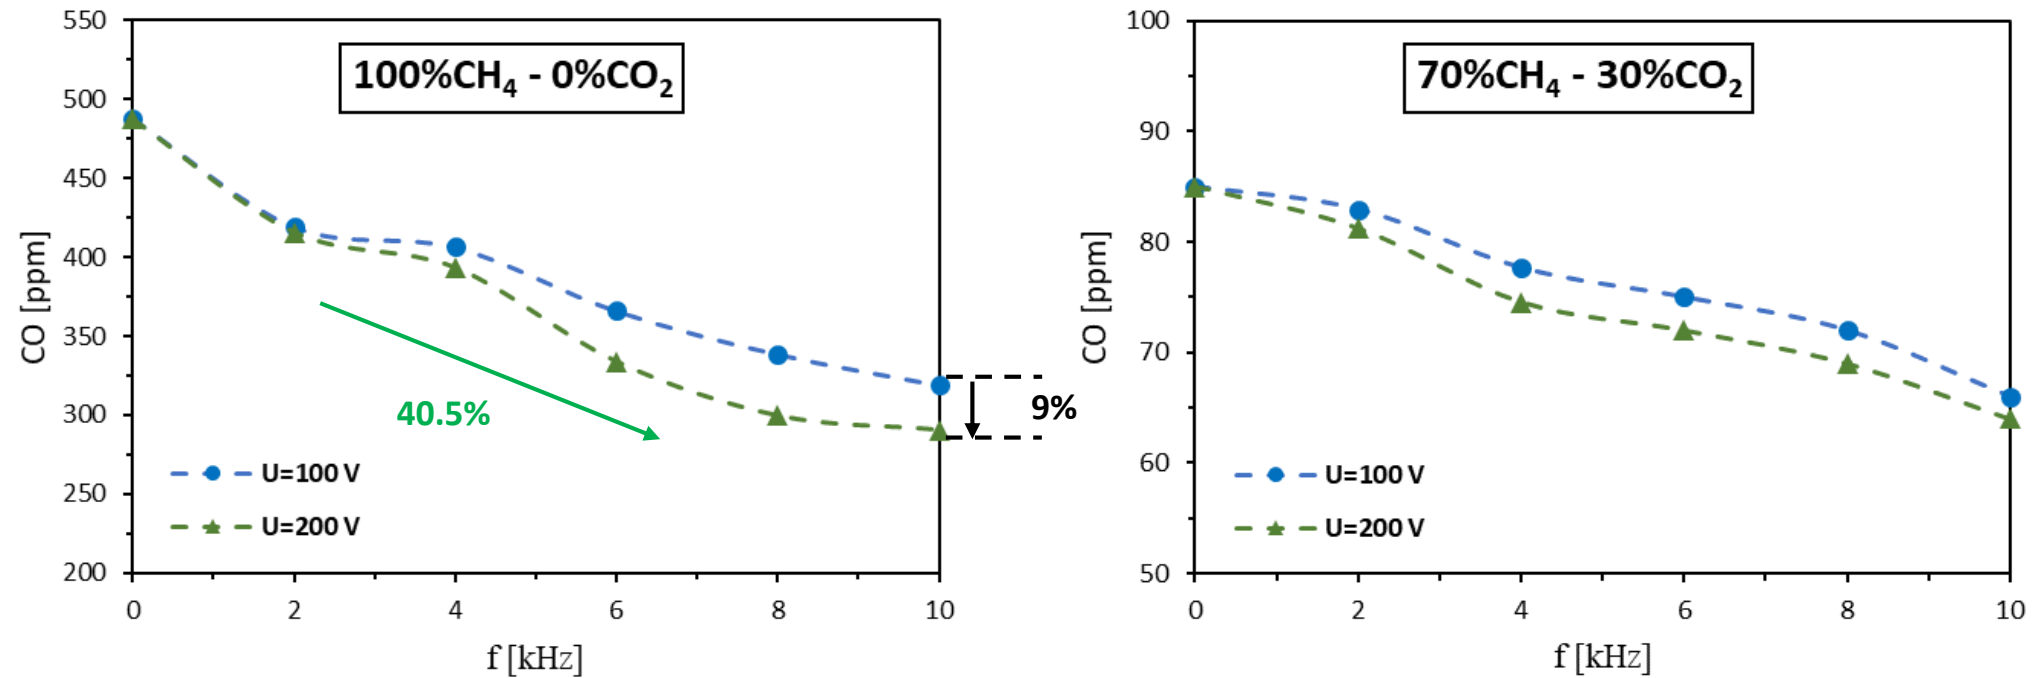 100%CH₄ - 0%CO₂
550
500
450
400
350
300
250
200
CO [ppm]
40.5%
9%
U=100 V
U=200 V
0 2 4 6 8 10
f [kHz]
70%CH₄ - 30%CO₂
100
90
80
70
60
50
CO [ppm]
U=100 V
U=200 V
0 2 4 6 8 10
f [kHz]